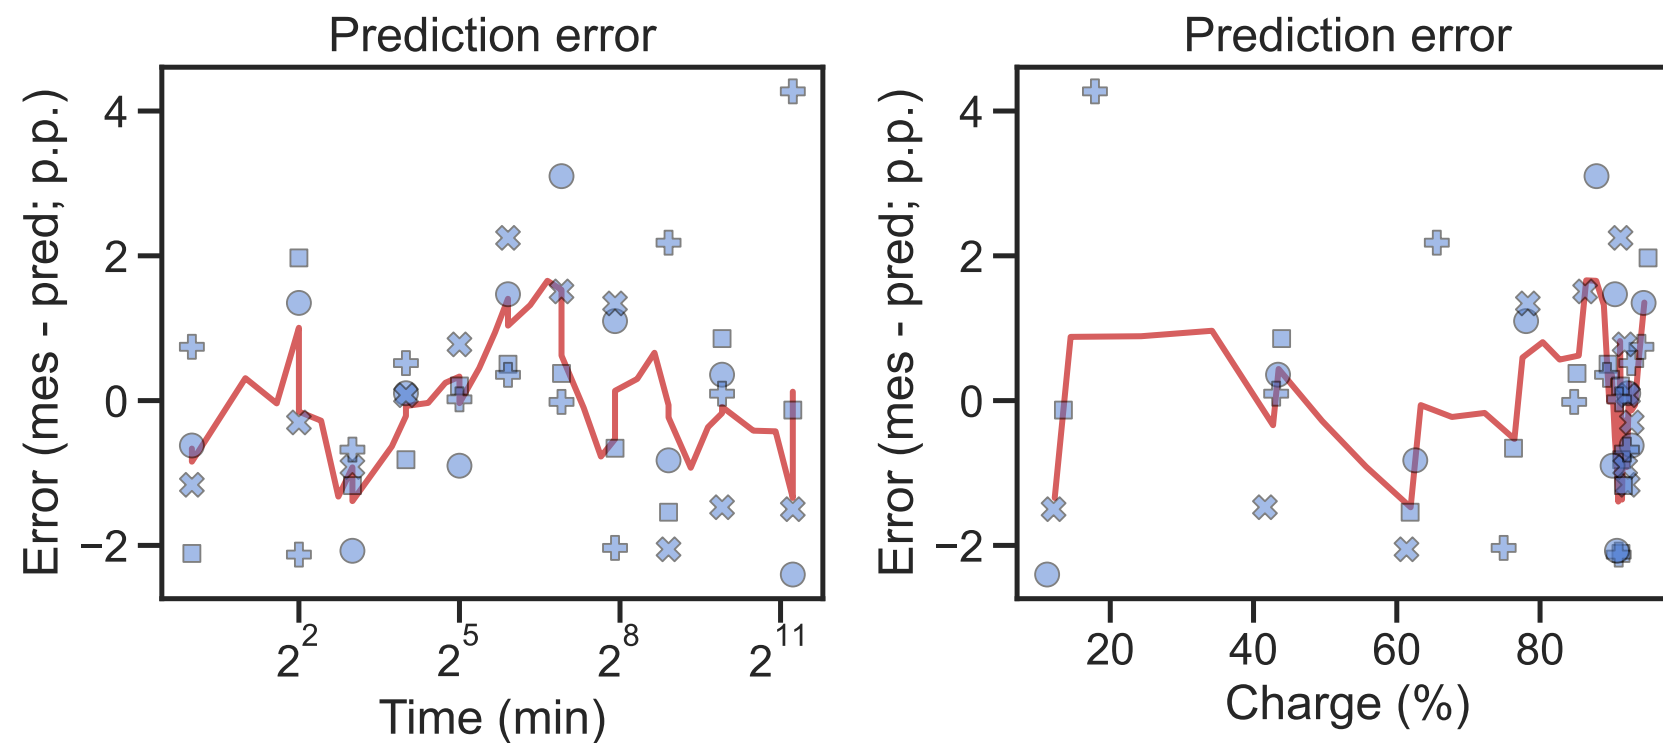 Prediction error
Error (mes - pred; p.p.)
4
2
0
−2
2^2
2^5
2^8
2^11
Time (min)
Prediction error
Error (mes - pred; p.p.)
4
2
0
−2
20
40
60
80
Charge (%)